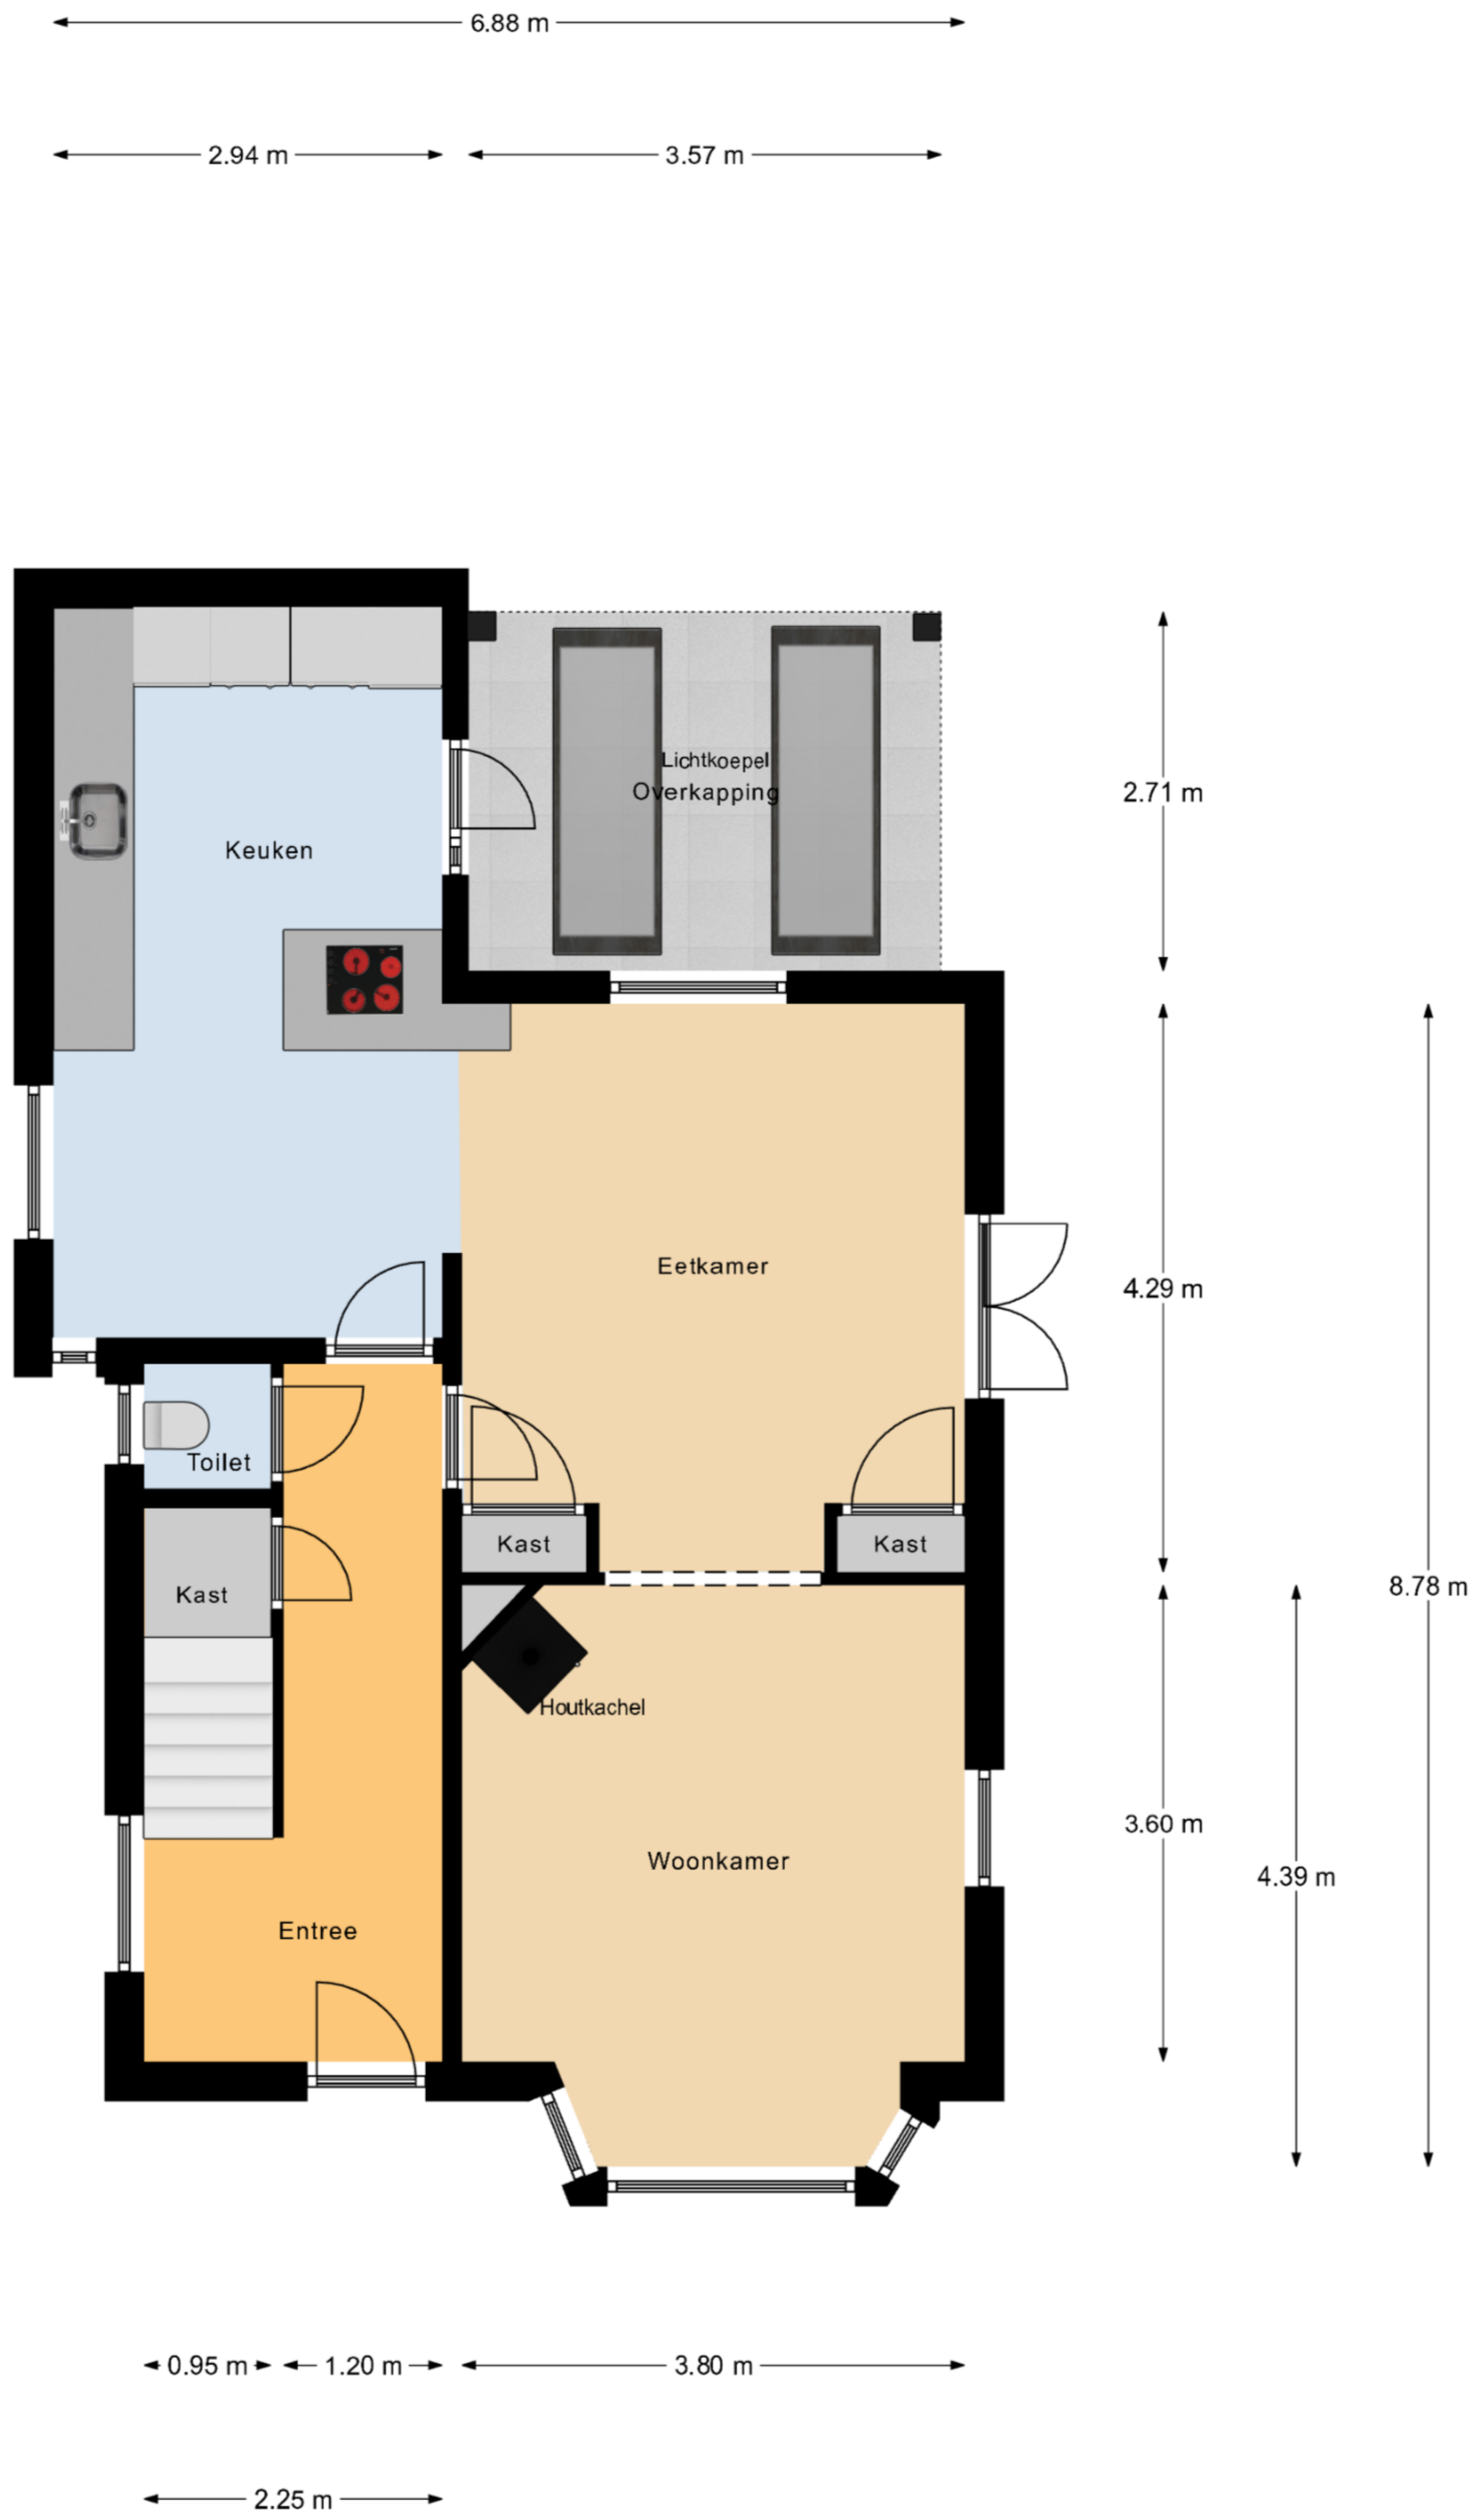 6.88 m
2.94 m
3.57 m
Lichtkoepel
Overkapping
2.71 m
Keuken
Eetkamer
4.29 m
Toilet
Kast
Kast
Kast
8.78 m
Houtkachel
3.60 m
Woonkamer
4.39 m
Entree
0.95 m
1.20 m
3.80 m
2.25 m